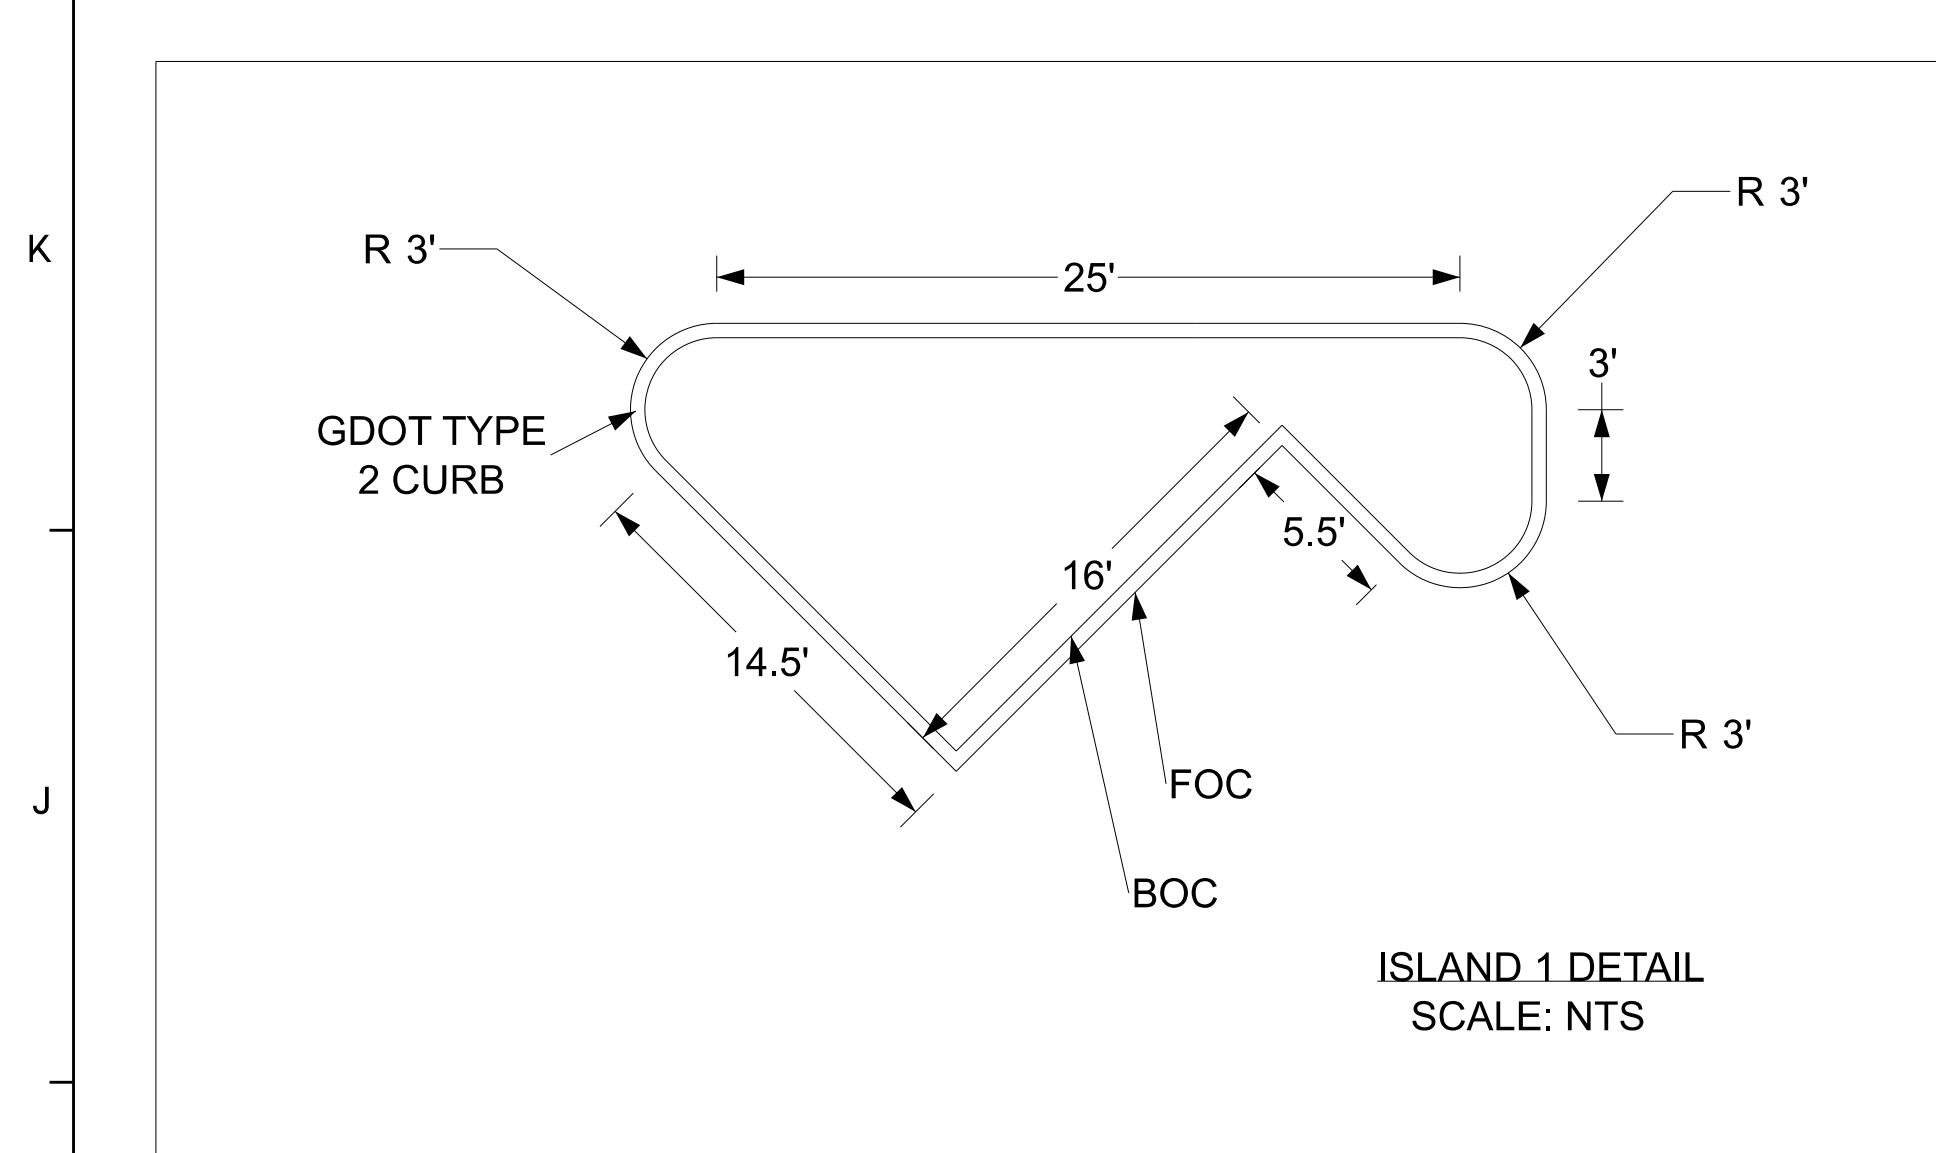 R 3'
R 3'
K
25'
3'
GDOT TYPE
2 CURB
5.5'
16'
14.5'
R 3'
FOC
J
BOC
ISLAND 1 DETAIL
SCALE: NTS